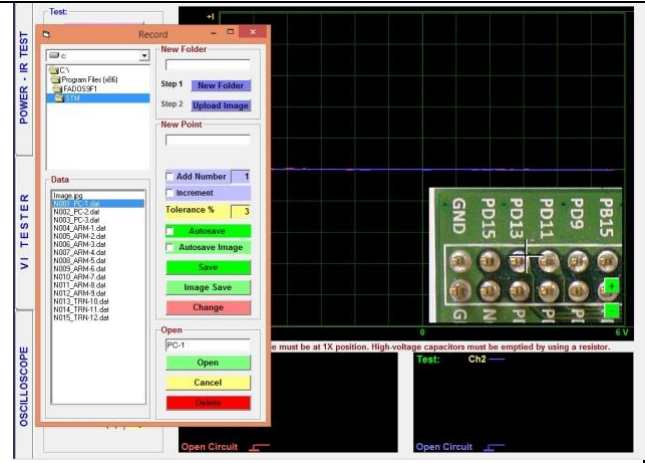 Test:
POWER - IR TEST
VI TESTER
OSCILLOSCOPE
Record
c:
C:\
Program Files (x86)
FADOS9F1
STM
Data
Image.jpg
N001_PC-1.dat
N002_PC-2.dat
N003_PC-3.dat
N004_ARM-1.dat
N005_ARM-2.dat
N006_ARM-3.dat
N007_ARM-4.dat
N008_ARM-5.dat
N009_ARM-6.dat
N010_ARM-7.dat
N011_ARM-8.dat
N012_ARM-9.dat
N013_TRN-10.dat
N014_TRN-11.dat
N015_TRN-12.dat
New Folder
Step 1 New Folder
Step 2 Upload Image
New Point
Add Number 1
Increment
Tolerance % 3
Autosave
Autosave Image
Save
Image Save
Change
Open
PC-1
Open
Cancel
Delete
+I
GND PD15 PD13 PD11 PD9 PB15
+
-
0 6 V
e must be at 1X position. High-voltage capacitors must be emptied by using a resistor.
Test: Ch2
Open Circuit
Open Circuit